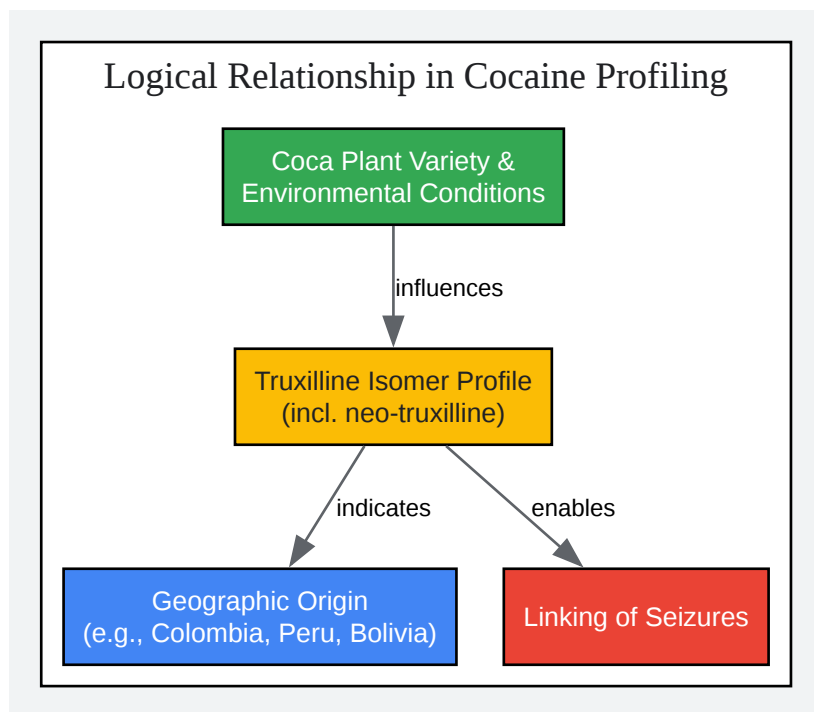 Logical Relationship in Cocaine Profiling
Coca Plant Variety &
Environmental Conditions
influences
Truxilline Isomer Profile
(incl. neo-truxilline)
indicates
enables
Geographic Origin
(e.g., Colombia, Peru, Bolivia)
Linking of Seizures